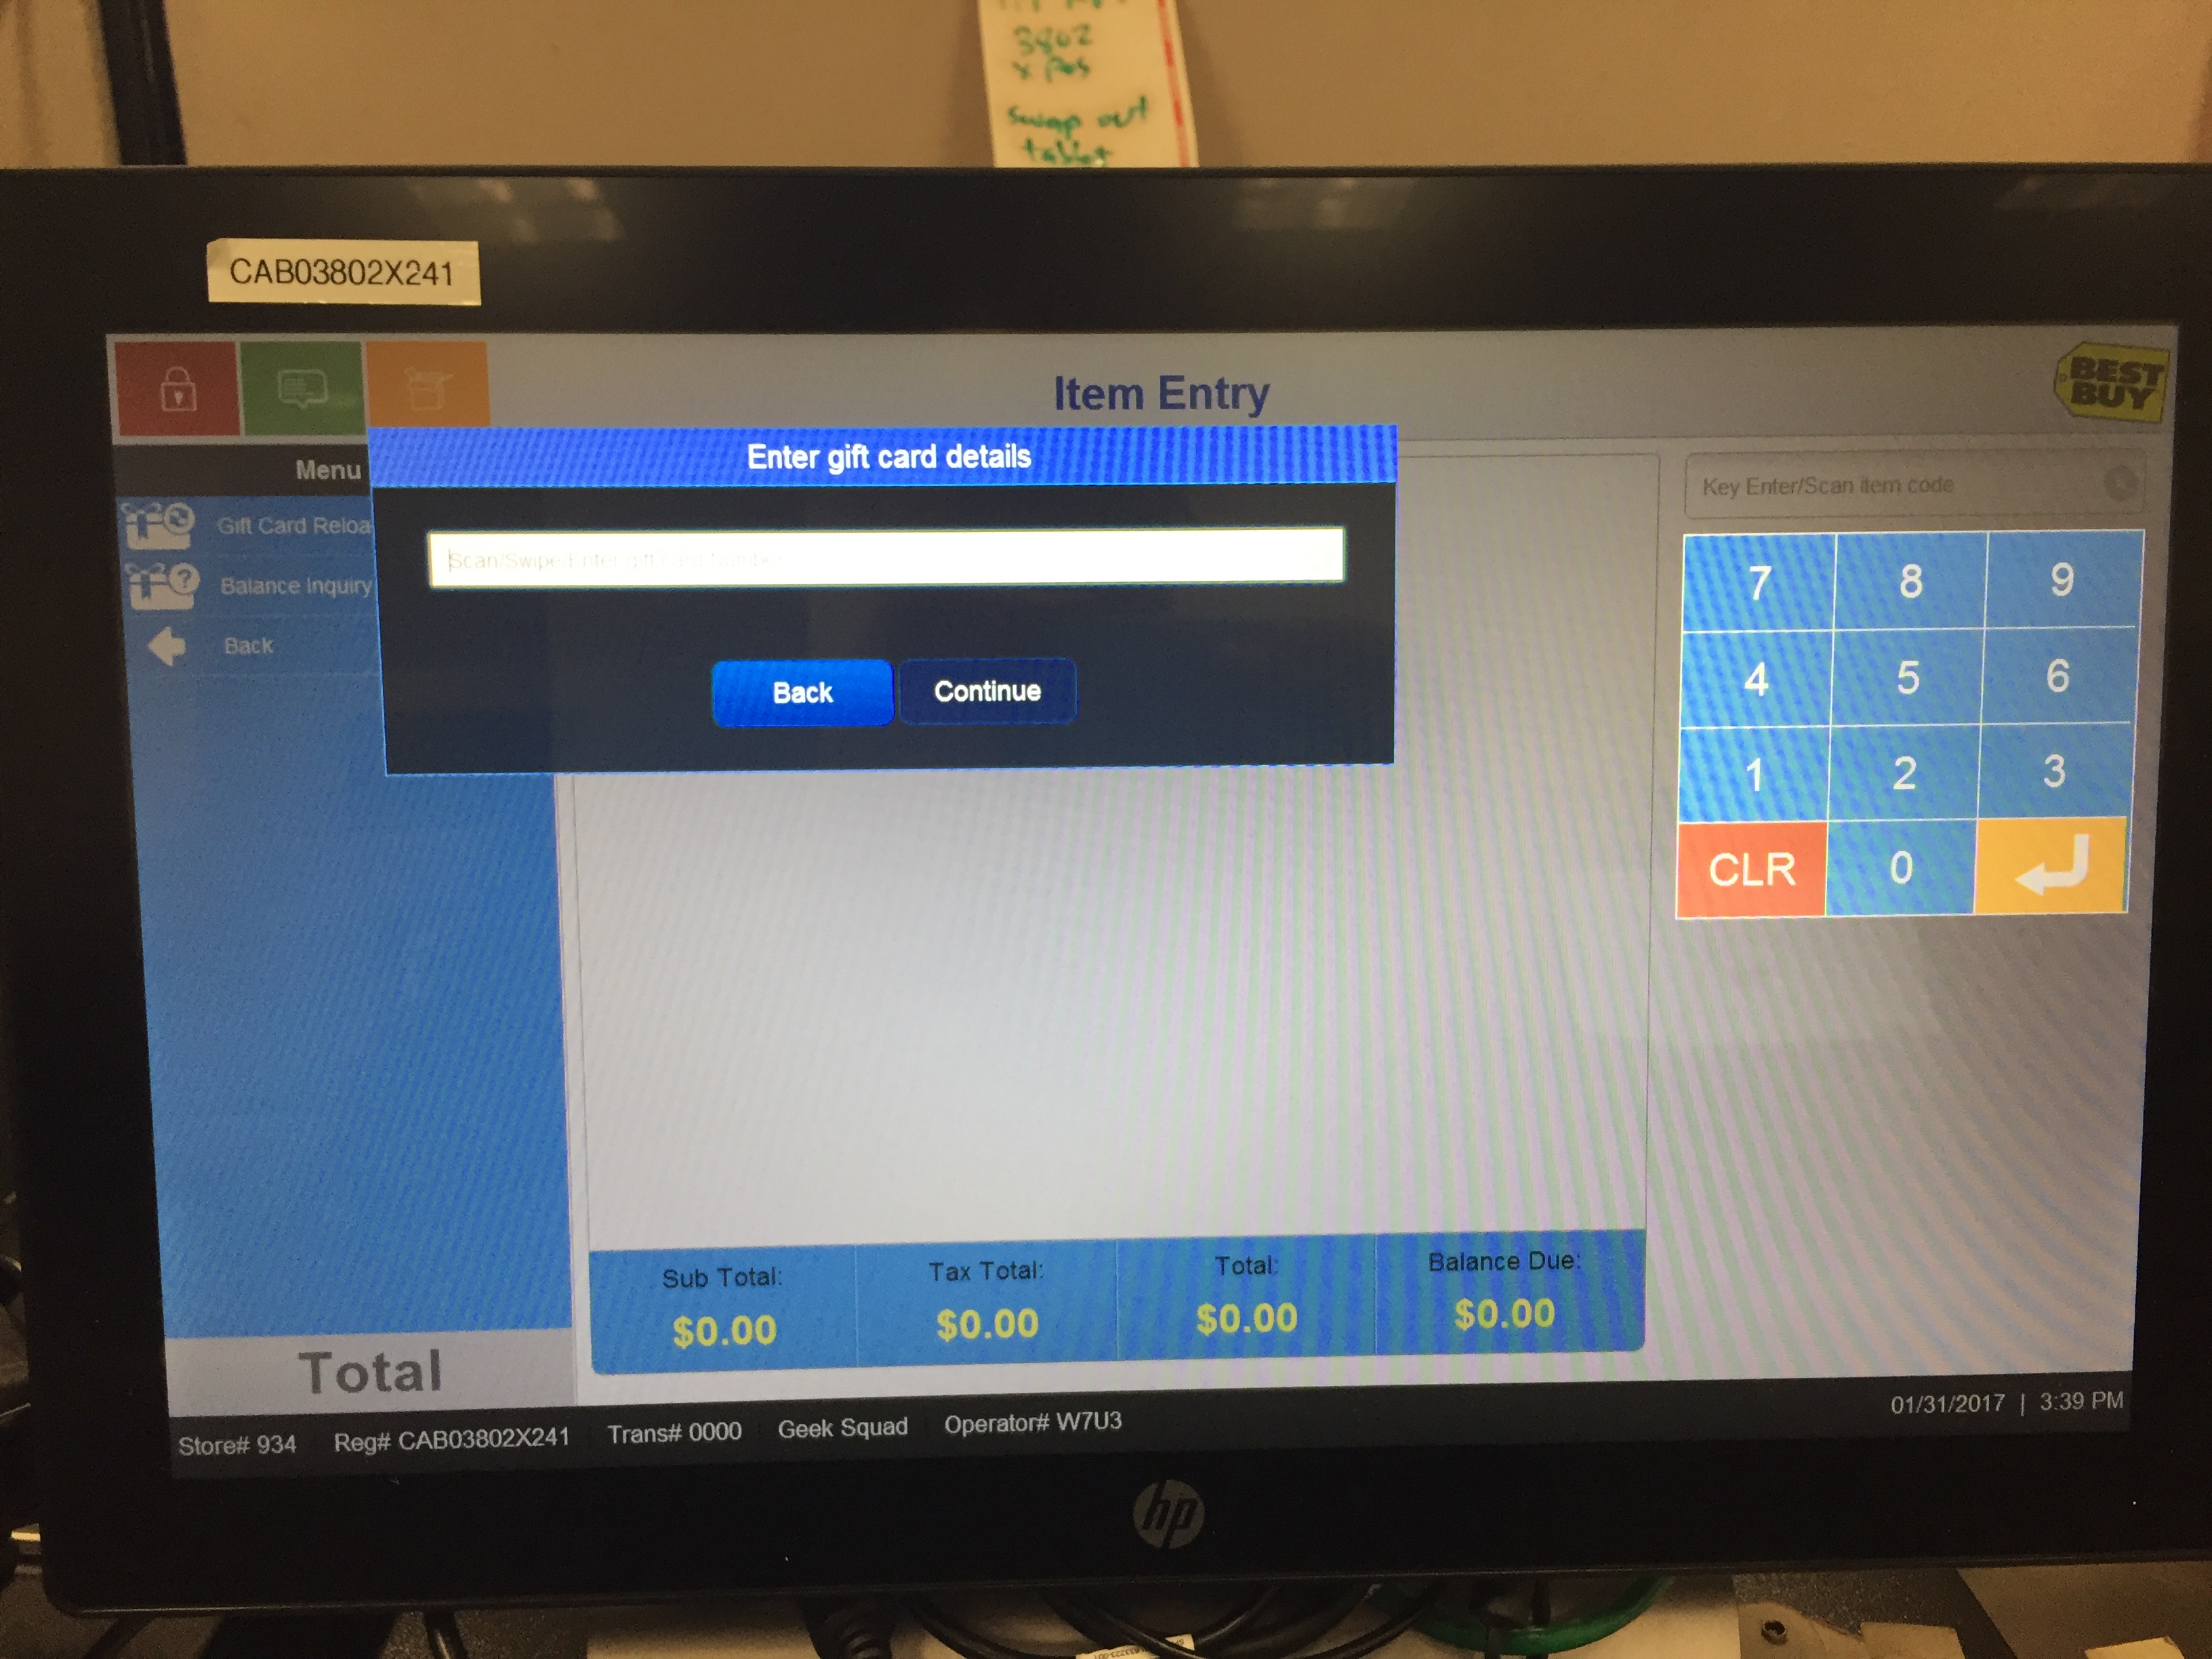 3802
x Pos
swap out
tablet
CAB03802X241
Item Entry
BEST
BUY
Enter gift card details
Menu
Key Enter/Scan item code
Gift Card Reloa
Scan/Swipe/Enter gift card Number
Balance Inquiry
Back
Back
Continue
7 8 9
4 5 6
1 2 3
CLR 0
Sub Total: Tax Total: Total: Balance Due:
$0.00 $0.00 $0.00 $0.00
Total
01/31/2017 | 3:39 PM
Store# 934 Reg# CAB03802X241 Trans# 0000 Geek Squad Operator# W7U3
hp